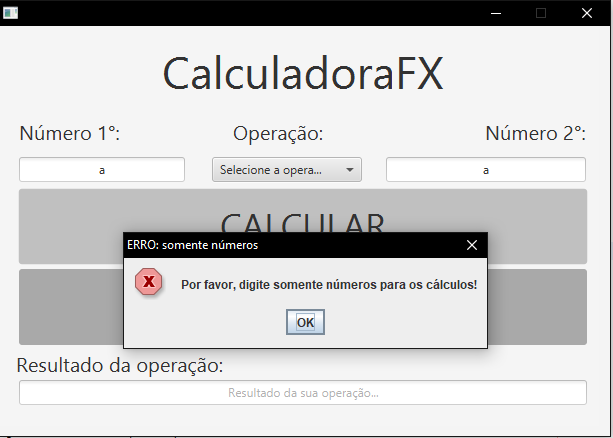 CalculadoraFX
Número 1°:
Operação:
Número 2°:
a
Selecione a opera...
a
CALCULAR
ERRO: somente números
X
Por favor, digite somente números para os cálculos!
OK
Resultado da operação:
Resultado da sua operação...